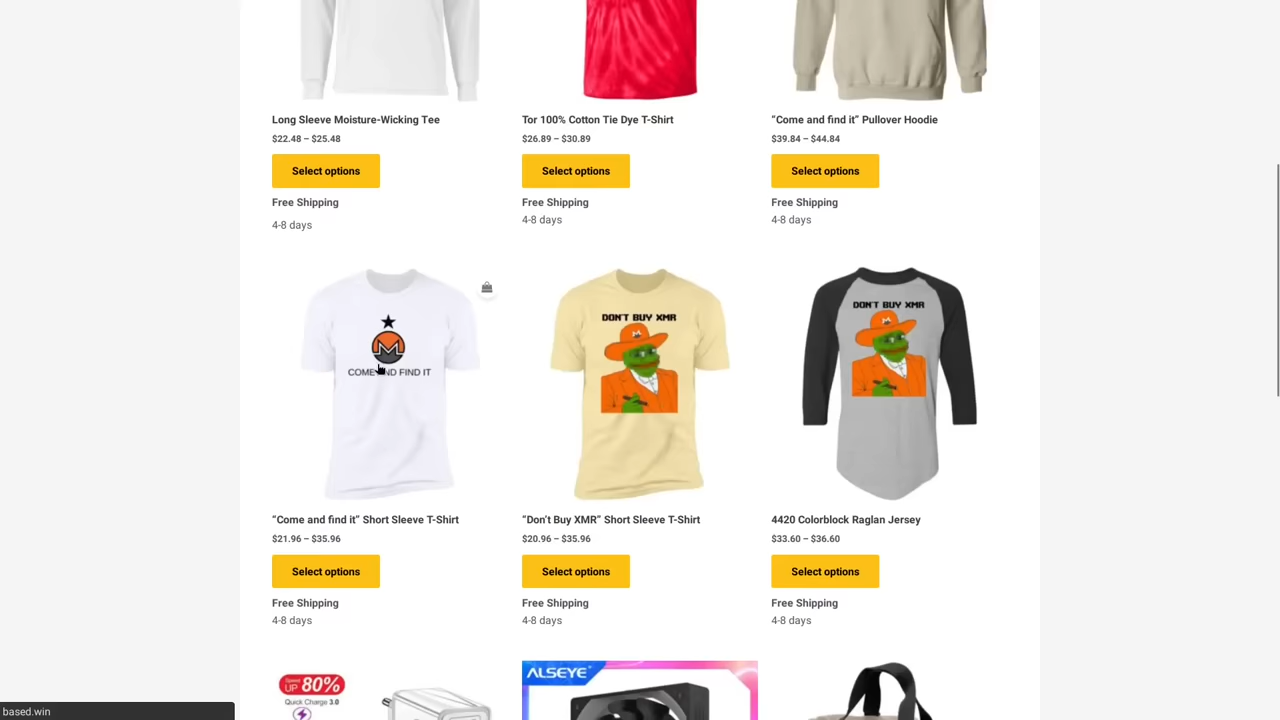 Long Sleeve Moisture-Wicking Tee
$22.48 – $25.48
Select options
Free Shipping
4-8 days
Tor 100% Cotton Tie Dye T-Shirt
$26.89 – $30.89
Select options
Free Shipping
4-8 days
“Come and find it” Pullover Hoodie
$39.84 – $44.84
Select options
Free Shipping
4-8 days
COME AND FIND IT
“Come and find it” Short Sleeve T-Shirt
$21.96 – $35.96
Select options
Free Shipping
4-8 days
DON'T BUY XMR
“Don’t Buy XMR” Short Sleeve T-Shirt
$20.96 – $35.96
Select options
Free Shipping
4-8 days
DON'T BUY XMR
4420 Colorblock Raglan Jersey
$33.60 – $36.60
Select options
Free Shipping
4-8 days
Speed
UP 80%
Quick Charge 3.0
ALSEYE
based.win